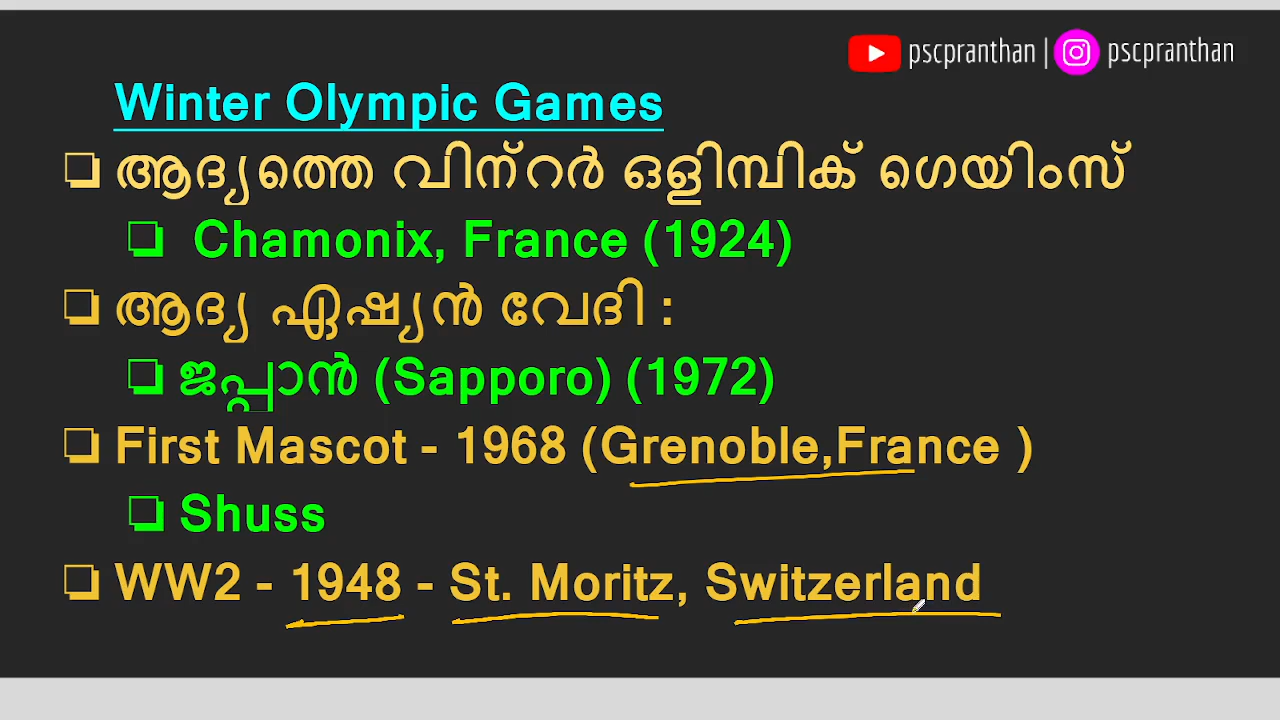 pscpranthan | pscpranthan
Winter Olympic Games
ആദ്യത്തെ വിന്റർ ഒളിമ്പിക് ഗെയിംസ്
Chamonix, France (1924)
ആദ്യ ഏഷ്യൻ വേദി :
ജപ്പാൻ (Sapporo) (1972)
First Mascot - 1968 (Grenoble,France )
Shuss
WW2 - 1948 - St. Moritz, Switzerland